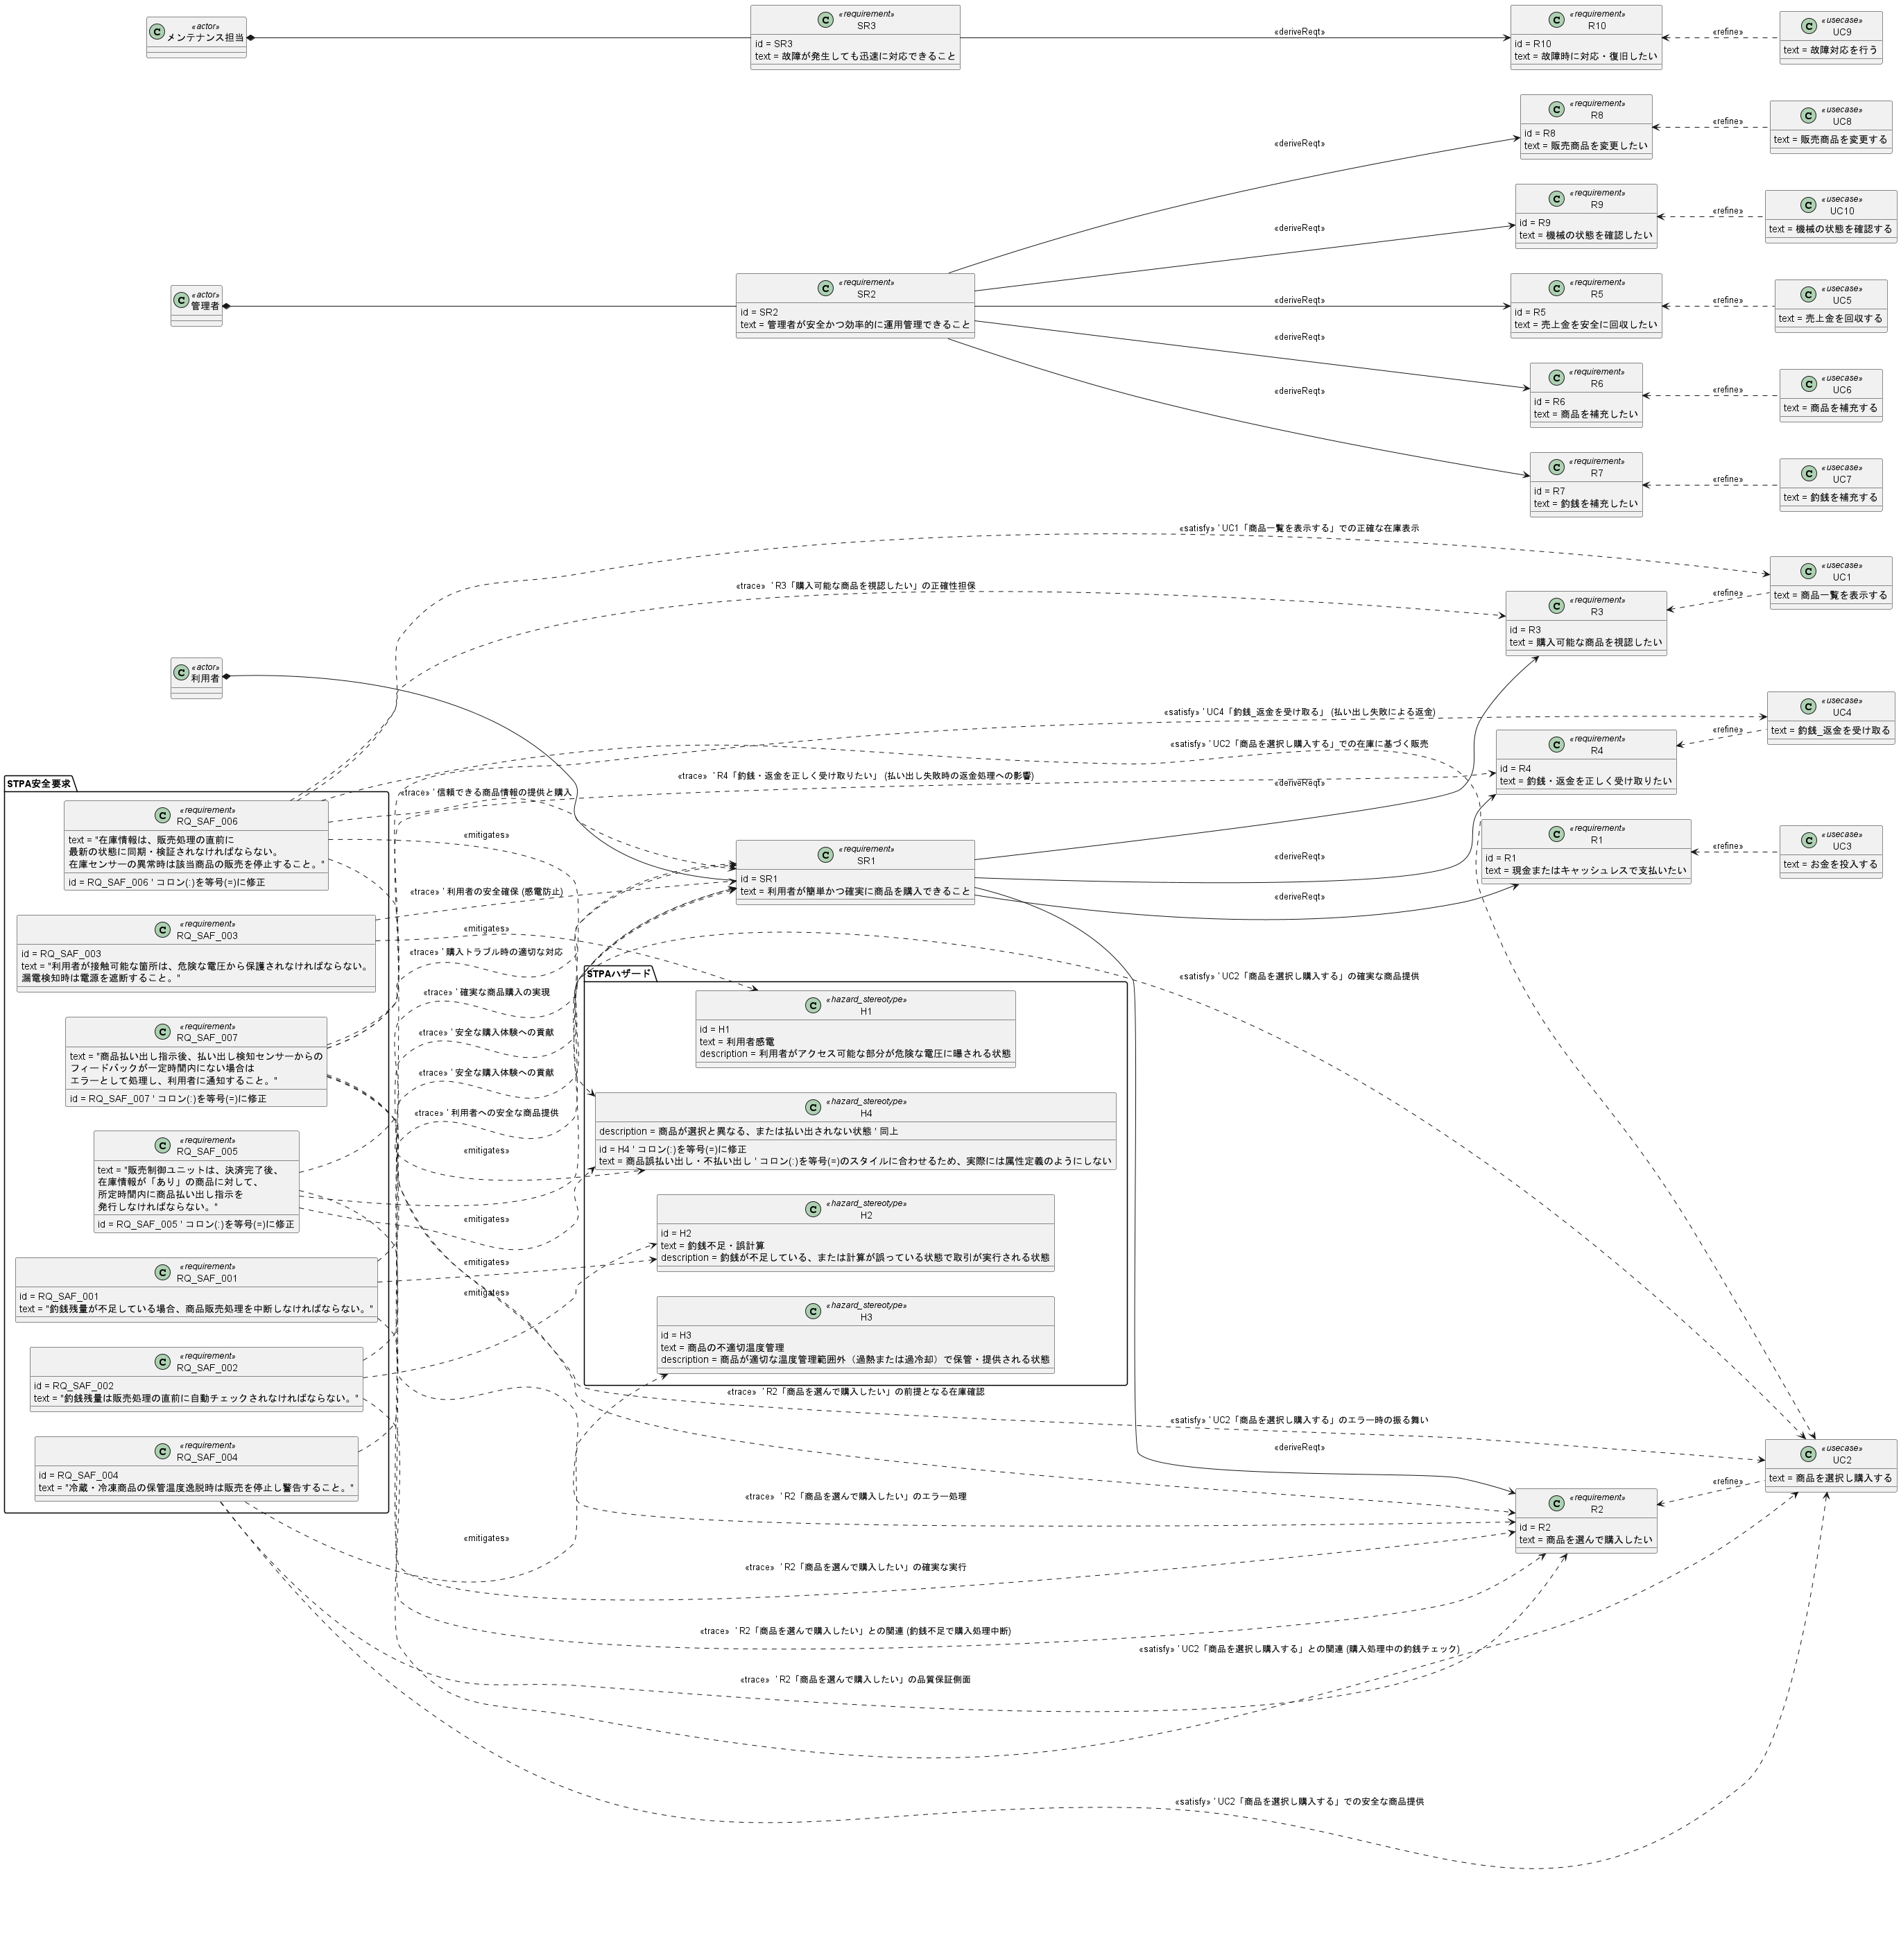 «actor»
メンテナンス担当
«requirement»
SR3
id = SR3
text = 故障が発生しても迅速に対応できること
«deriveReqt»
«requirement»
R10
id = R10
text = 故障時に対応・復旧したい
«refine»
«usecase»
UC9
text = 故障対応を行う
«requirement»
R8
id = R8
text = 販売商品を変更したい
«deriveReqt»
«refine»
«usecase»
UC8
text = 販売商品を変更する
«requirement»
R9
id = R9
text = 機械の状態を確認したい
«deriveReqt»
«refine»
«usecase»
UC10
text = 機械の状態を確認する
«actor»
管理者
«requirement»
SR2
id = SR2
text = 管理者が安全かつ効率的に運用管理できること
«deriveReqt»
«requirement»
R5
id = R5
text = 売上金を安全に回収したい
«refine»
«usecase»
UC5
text = 売上金を回収する
«deriveReqt»
«requirement»
R6
id = R6
text = 商品を補充したい
«refine»
«usecase»
UC6
text = 商品を補充する
«deriveReqt»
«requirement»
R7
id = R7
text = 釣銭を補充したい
«refine»
«usecase»
UC7
text = 釣銭を補充する
«satisfy» ' UC1「商品一覧を表示する」での正確な在庫表示
«usecase»
UC1
text = 商品一覧を表示する
«trace»  ' R3「購入可能な商品を視認したい」の正確性担保
«requirement»
R3
id = R3
text = 購入可能な商品を視認したい
«refine»
«actor»
利用者
«satisfy» ' UC4「釣銭_返金を受け取る」 (払い出し失敗による返金)
«usecase»
UC4
text = 釣銭_返金を受け取る
«refine»
«satisfy» ' UC2「商品を選択し購入する」での在庫に基づく販売
«requirement»
R4
id = R4
text = 釣銭・返金を正しく受け取りたい
«trace»  ' R4「釣銭・返金を正しく受け取りたい」 (払い出し失敗時の返金処理への影響)
«deriveReqt»
STPA安全要求
«requirement»
RQ_SAF_006
text = "在庫情報は、販売処理の直前に
最新の状態に同期・検証されなければならない。
在庫センサーの異常時は該当商品の販売を停止すること。"
id = RQ_SAF_006 ' コロン(:)を等号(=)に修正
«trace» ' 信頼できる商品情報の提供と購入
«mitigates»
«requirement»
SR1
id = SR1
text = 利用者が簡単かつ確実に商品を購入できること
«deriveReqt»
«deriveReqt»
«requirement»
R1
id = R1
text = 現金またはキャッシュレスで支払いたい
«refine»
«usecase»
UC3
text = お金を投入する
«trace» ' 利用者の安全確保 (感電防止)
«requirement»
RQ_SAF_003
id = RQ_SAF_003
text = "利用者が接触可能な箇所は、危険な電圧から保護されなければならない。
漏電検知時は電源を遮断すること。"
«mitigates»
«trace» ' 購入トラブル時の適切な対応
«satisfy» ' UC2「商品を選択し購入する」の確実な商品提供
STPAハザード
«hazard_stereotype»
H1
id = H1
text = 利用者感電
description = 利用者がアクセス可能な部分が危険な電圧に曝される状態
«requirement»
RQ_SAF_007
text = "商品払い出し指示後、払い出し検知センサーからの
フィードバックが一定時間内にない場合は
エラーとして処理し、利用者に通知すること。"
id = RQ_SAF_007 ' コロン(:)を等号(=)に修正
«trace» ' 確実な商品購入の実現
«trace» ' 安全な購入体験への貢献
«trace» ' 安全な購入体験への貢献
«trace» ' 利用者への安全な商品提供
«hazard_stereotype»
H4
description = 商品が選択と異なる、または払い出されない状態 ' 同上
id = H4 ' コロン(:)を等号(=)に修正
text = 商品誤払い出し・不払い出し ' コロン(:)を等号(=)のスタイルに合わせるため、実際には属性定義のようにしない
«requirement»
RQ_SAF_005
text = "販売制御ユニットは、決済完了後、
在庫情報が「あり」の商品に対して、
所定時間内に商品払い出し指示を
発行しなければならない。"
id = RQ_SAF_005 ' コロン(:)を等号(=)に修正
«mitigates»
«mitigates»
«hazard_stereotype»
H2
id = H2
text = 釣銭不足・誤計算
description = 釣銭が不足している、または計算が誤っている状態で取引が実行される状態
«requirement»
RQ_SAF_001
id = RQ_SAF_001
text = "釣銭残量が不足している場合、商品販売処理を中断しなければならない。"
«mitigates»
«mitigates»
«hazard_stereotype»
H3
id = H3
text = 商品の不適切温度管理
description = 商品が適切な温度管理範囲外（過熱または過冷却）で保管・提供される状態
«requirement»
RQ_SAF_002
id = RQ_SAF_002
text = "釣銭残量は販売処理の直前に自動チェックされなければならない。"
«trace»  ' R2「商品を選んで購入したい」の前提となる在庫確認
«satisfy» ' UC2「商品を選択し購入する」のエラー時の振る舞い
«deriveReqt»
«requirement»
RQ_SAF_004
id = RQ_SAF_004
text = "冷蔵・冷凍商品の保管温度逸脱時は販売を停止し警告すること。"
«usecase»
UC2
text = 商品を選択し購入する
«refine»
«trace»  ' R2「商品を選んで購入したい」のエラー処理
«requirement»
R2
id = R2
text = 商品を選んで購入したい
«mitigates»
«trace»  ' R2「商品を選んで購入したい」の確実な実行
«trace»  ' R2「商品を選んで購入したい」との関連 (釣銭不足で購入処理中断)
«satisfy» ' UC2「商品を選択し購入する」との関連 (購入処理中の釣銭チェック)
«trace»  ' R2「商品を選んで購入したい」の品質保証側面
«satisfy» ' UC2「商品を選択し購入する」での安全な商品提供